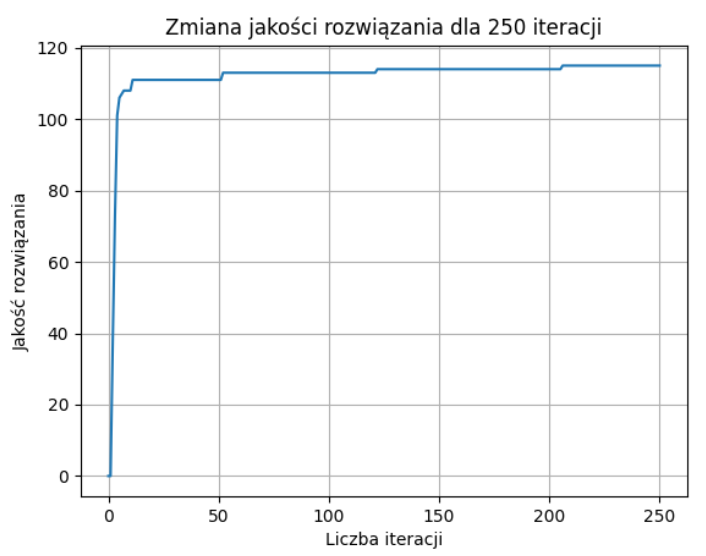 Zmiana jakości rozwiązania dla 250 iteracji
120
100
80
60
40
20
0
Jakość rozwiązania
0 50 100 150 200 250
Liczba iteracji